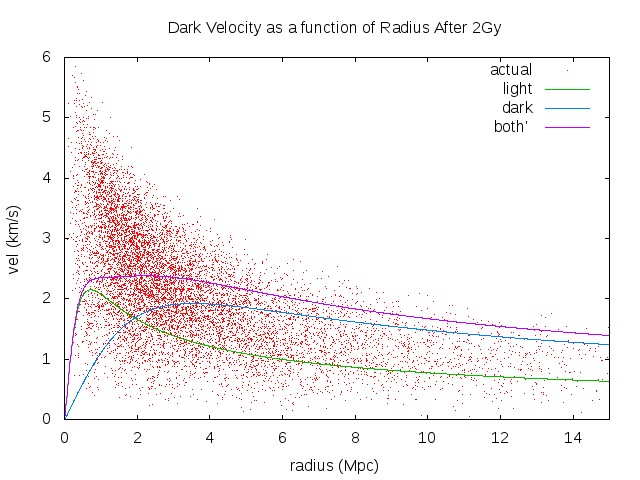 Dark Velocity as a function of Radius After 2Gy
actual
light
dark
both'
6
5
4
3
2
1
0
vel (km/s)
0 2 4 6 8 10 12 14
radius (Mpc)